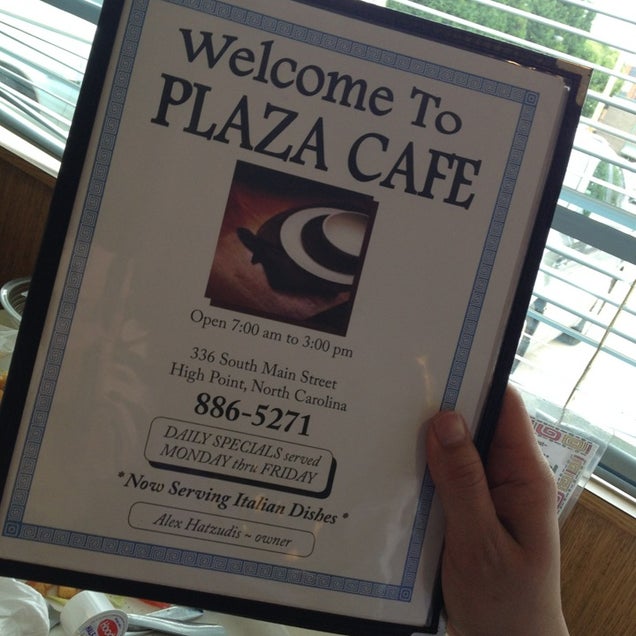 Welcome To
PLAZA CAFE
Open 7:00 am to 3:00 pm
336 South Main Street
High Point, North Carolina
886-5271
DAILY SPECIALS served
MONDAY thru FRIDAY
*Now Serving Italian Dishes*
Alex Hatzudis ~ owner